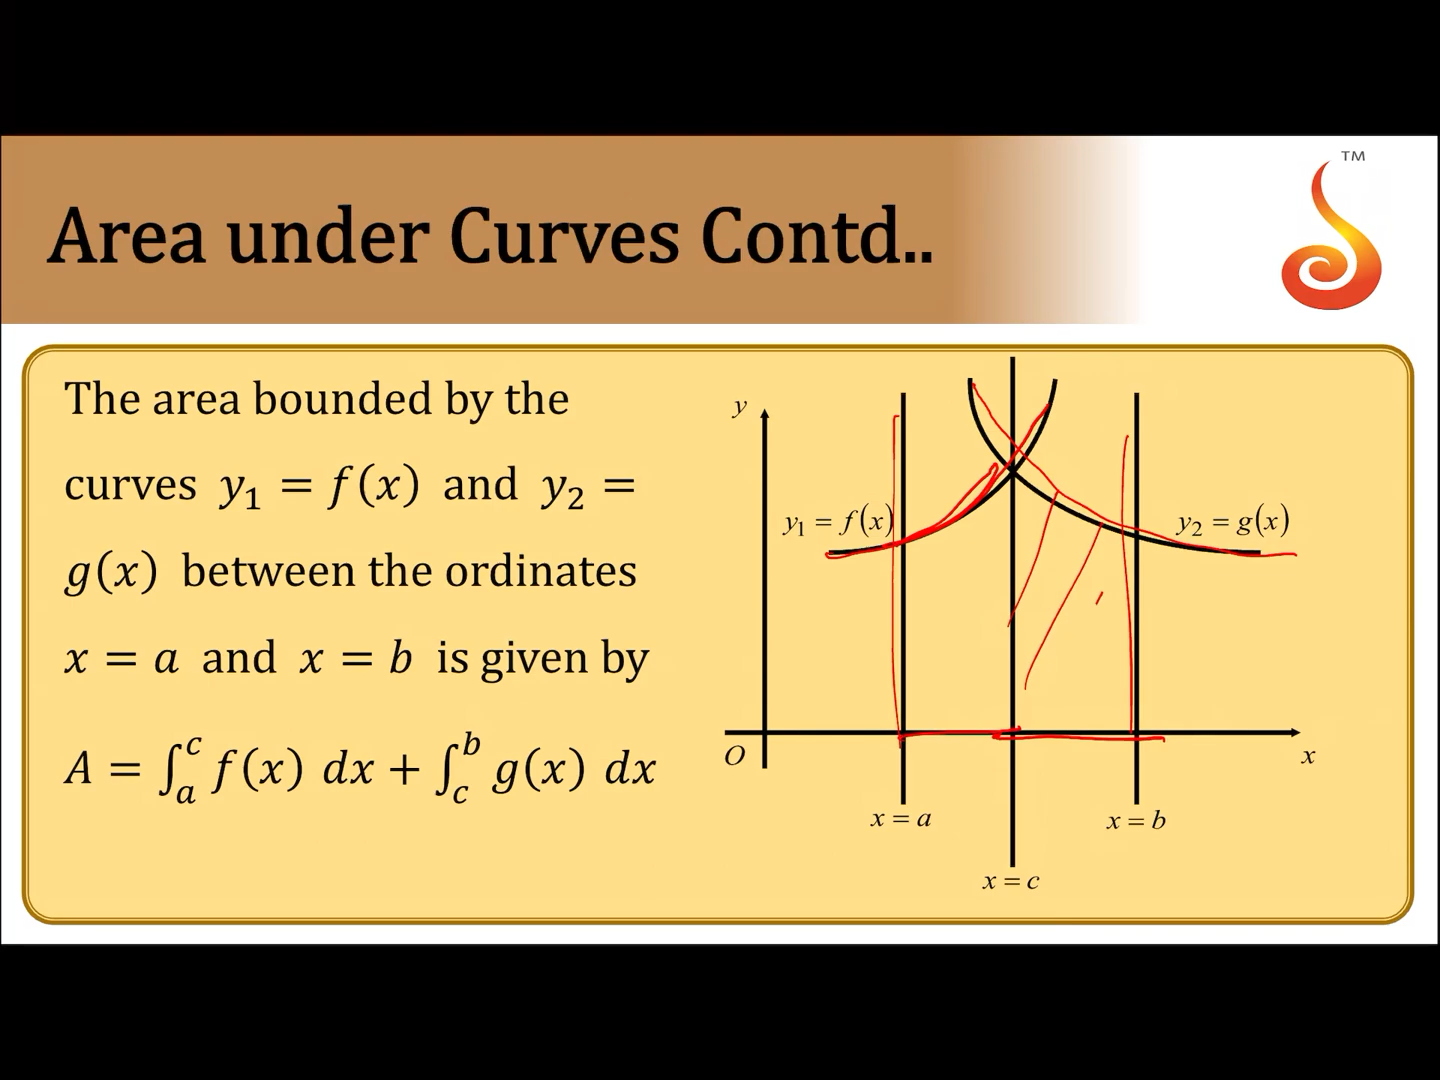 Area under Curves Contd..
TM
The area bounded by the
curves y₁ = f(x) and y₂ =
g(x) between the ordinates
x = a and x = b is given by
A = ∫ₐᶜ f(x) dx + ∫꜀ᵇ g(x) dx
y
y₁ = f(x)
y₂ = g(x)
O
x
x = a
x = b
x = c